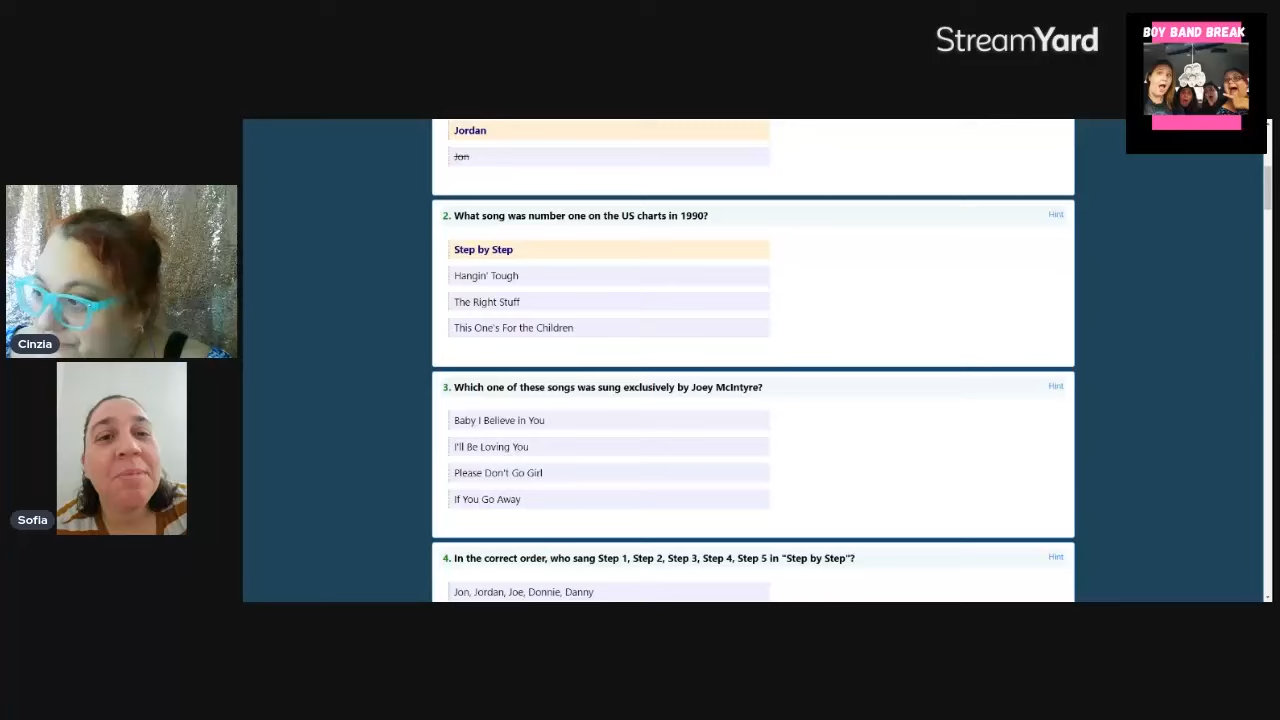 StreamYard
BOY BAND BREAK
Jordan
Jon
2. What song was number one on the US charts in 1990?
Hint
Step by Step
Hangin' Tough
The Right Stuff
This One's For the Children
3. Which one of these songs was sung exclusively by Joey McIntyre?
Hint
Baby I Believe in You
I'll Be Loving You
Please Don't Go Girl
If You Go Away
4. In the correct order, who sang Step 1, Step 2, Step 3, Step 4, Step 5 in "Step by Step"?
Hint
Jon, Jordan, Joe, Donnie, Danny
Cinzia
Sofia